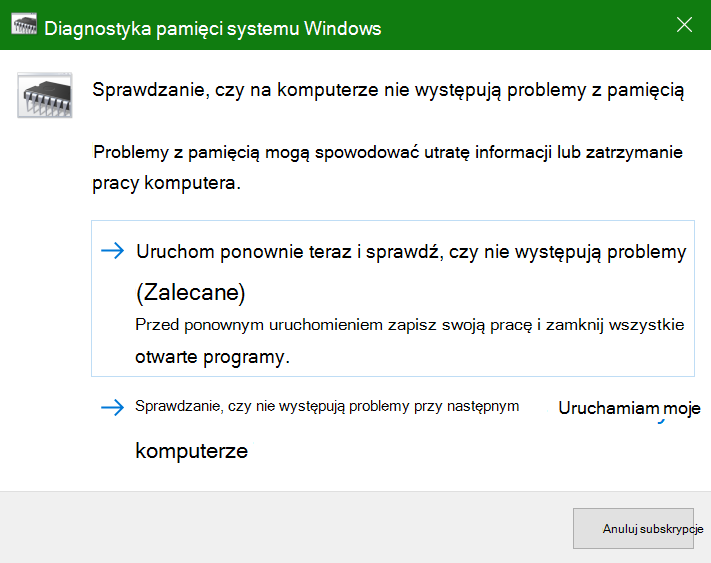 Diagnostyka pamięci systemu Windows
Sprawdzanie, czy na komputerze nie występują problemy z pamięcią
Problemy z pamięcią mogą spowodować utratę informacji lub zatrzymanie
pracy komputera.
Uruchom ponownie teraz i sprawdź, czy nie występują problemy
(Zalecane)
Przed ponownym uruchomieniem zapisz swoją pracę i zamknij wszystkie
otwarte programy.
Sprawdzanie, czy nie występują problemy przy następnym Uruchamiam moje
komputerze
Anuluj subskrypcje